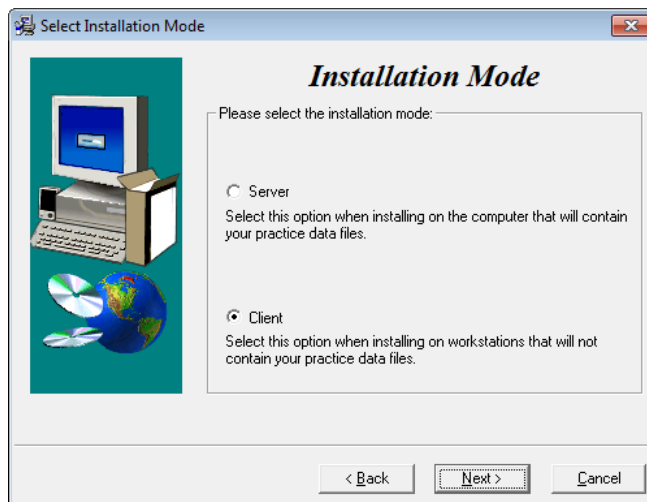 Select Installation Mode
Installation Mode
Please select the installation mode:
Server
Select this option when installing on the computer that will contain
your practice data files.
Client
Select this option when installing on workstations that will not
contain your practice data files.
< Back
Next >
Cancel